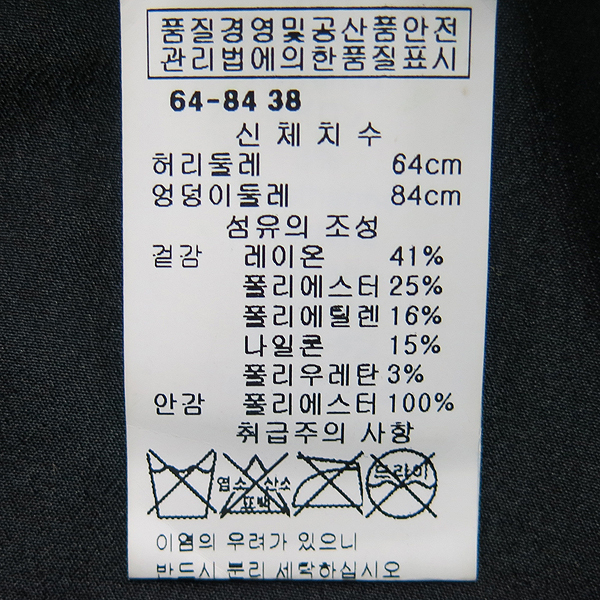 품질경영및공산품안전
관리법에의한품질표시
64-84 38
신 체 치 수
허리둘레 64cm
엉덩이둘레 84cm
섬유의 조성
겉감 레이온 41%
폴리에스터 25%
폴리에틸렌 16%
나일론 15%
폴리우레탄 3%
안감 폴리에스터 100%
취급주의 사항
염소 산소 드라이
표백
이염의 우려가 있으니
반드시 분리 세탁하십시오